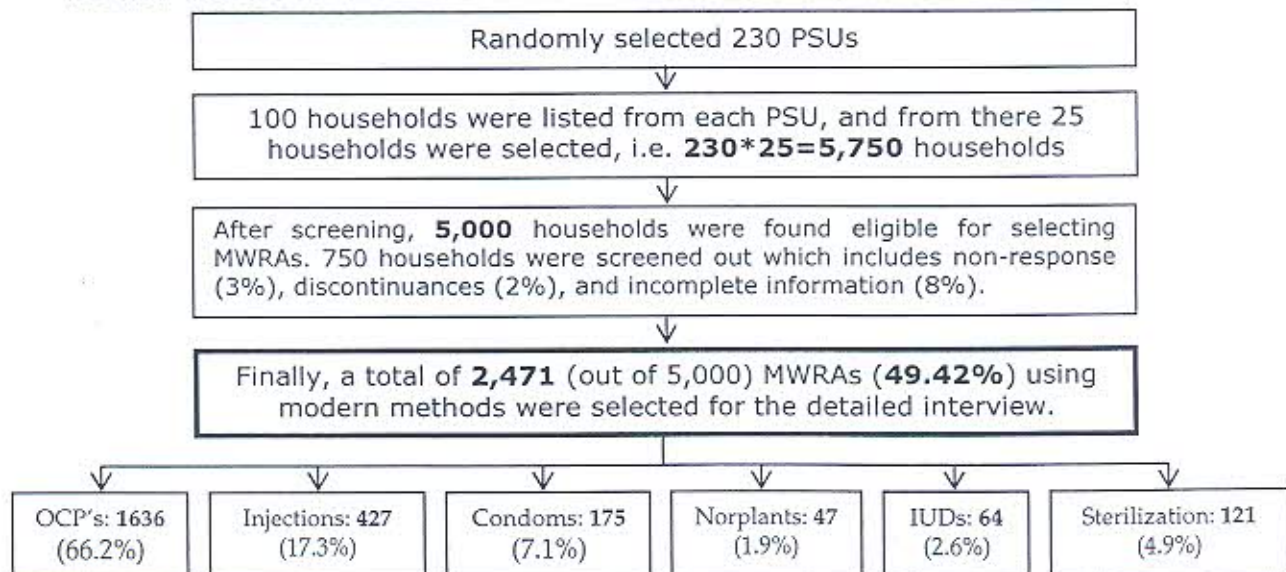 Randomly selected 230 PSUs
100 households were listed from each PSU, and from there 25
households were selected, i.e. 230*25=5,750 households
After screening, 5,000 households were found eligible for selecting
MWRAs. 750 households were screened out which includes non-response
(3%), discontinuances (2%), and incomplete information (8%).
Finally, a total of 2,471 (out of 5,000) MWRAs (49.42%) using
modern methods were selected for the detailed interview.
OCP's: 1636
(66.2%)
Injections: 427
(17.3%)
Condoms: 175
(7.1%)
Norplants: 47
(1.9%)
IUDs: 64
(2.6%)
Sterilization: 121
(4.9%)